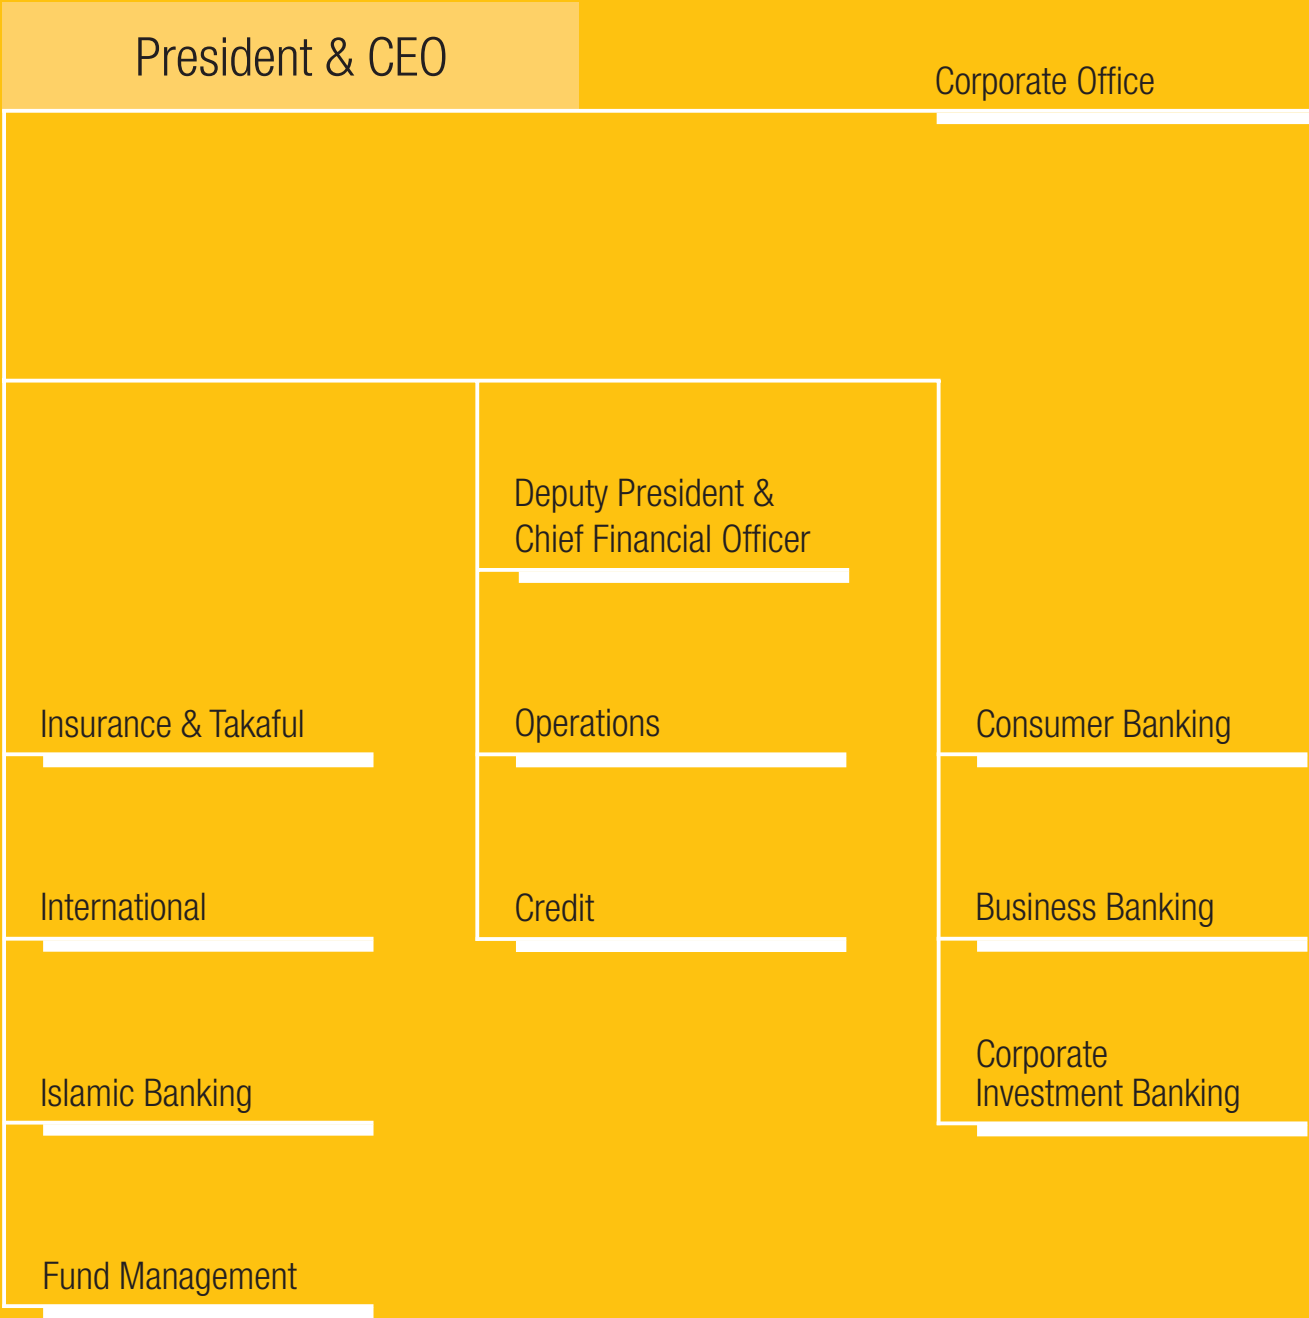 President & CEO
Corporate Office
Deputy President &
Chief Financial Officer
Insurance & Takaful
Operations
Consumer Banking
International
Credit
Business Banking
Islamic Banking
Corporate
Investment Banking
Fund Management